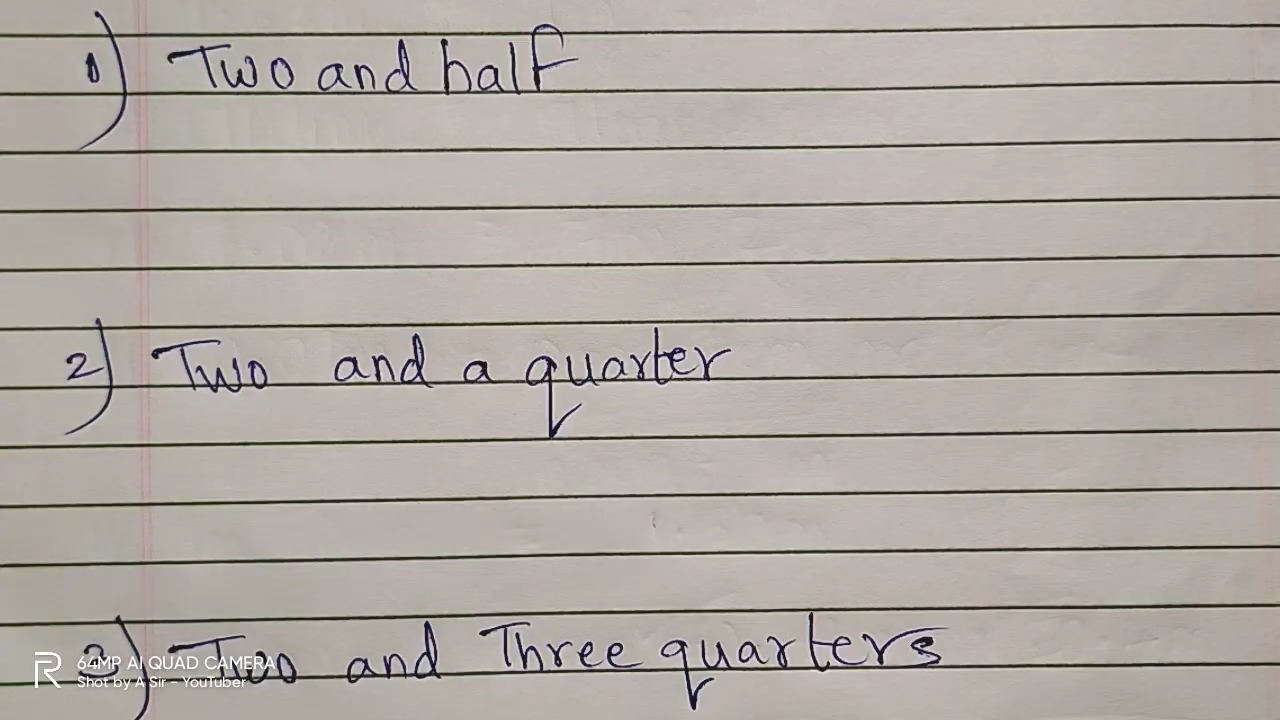 1) Two and half
2) Two and a quarter
3) Two and Three quarters
64MP AI QUAD CAMERA
Shot by A Sir - YouTuber